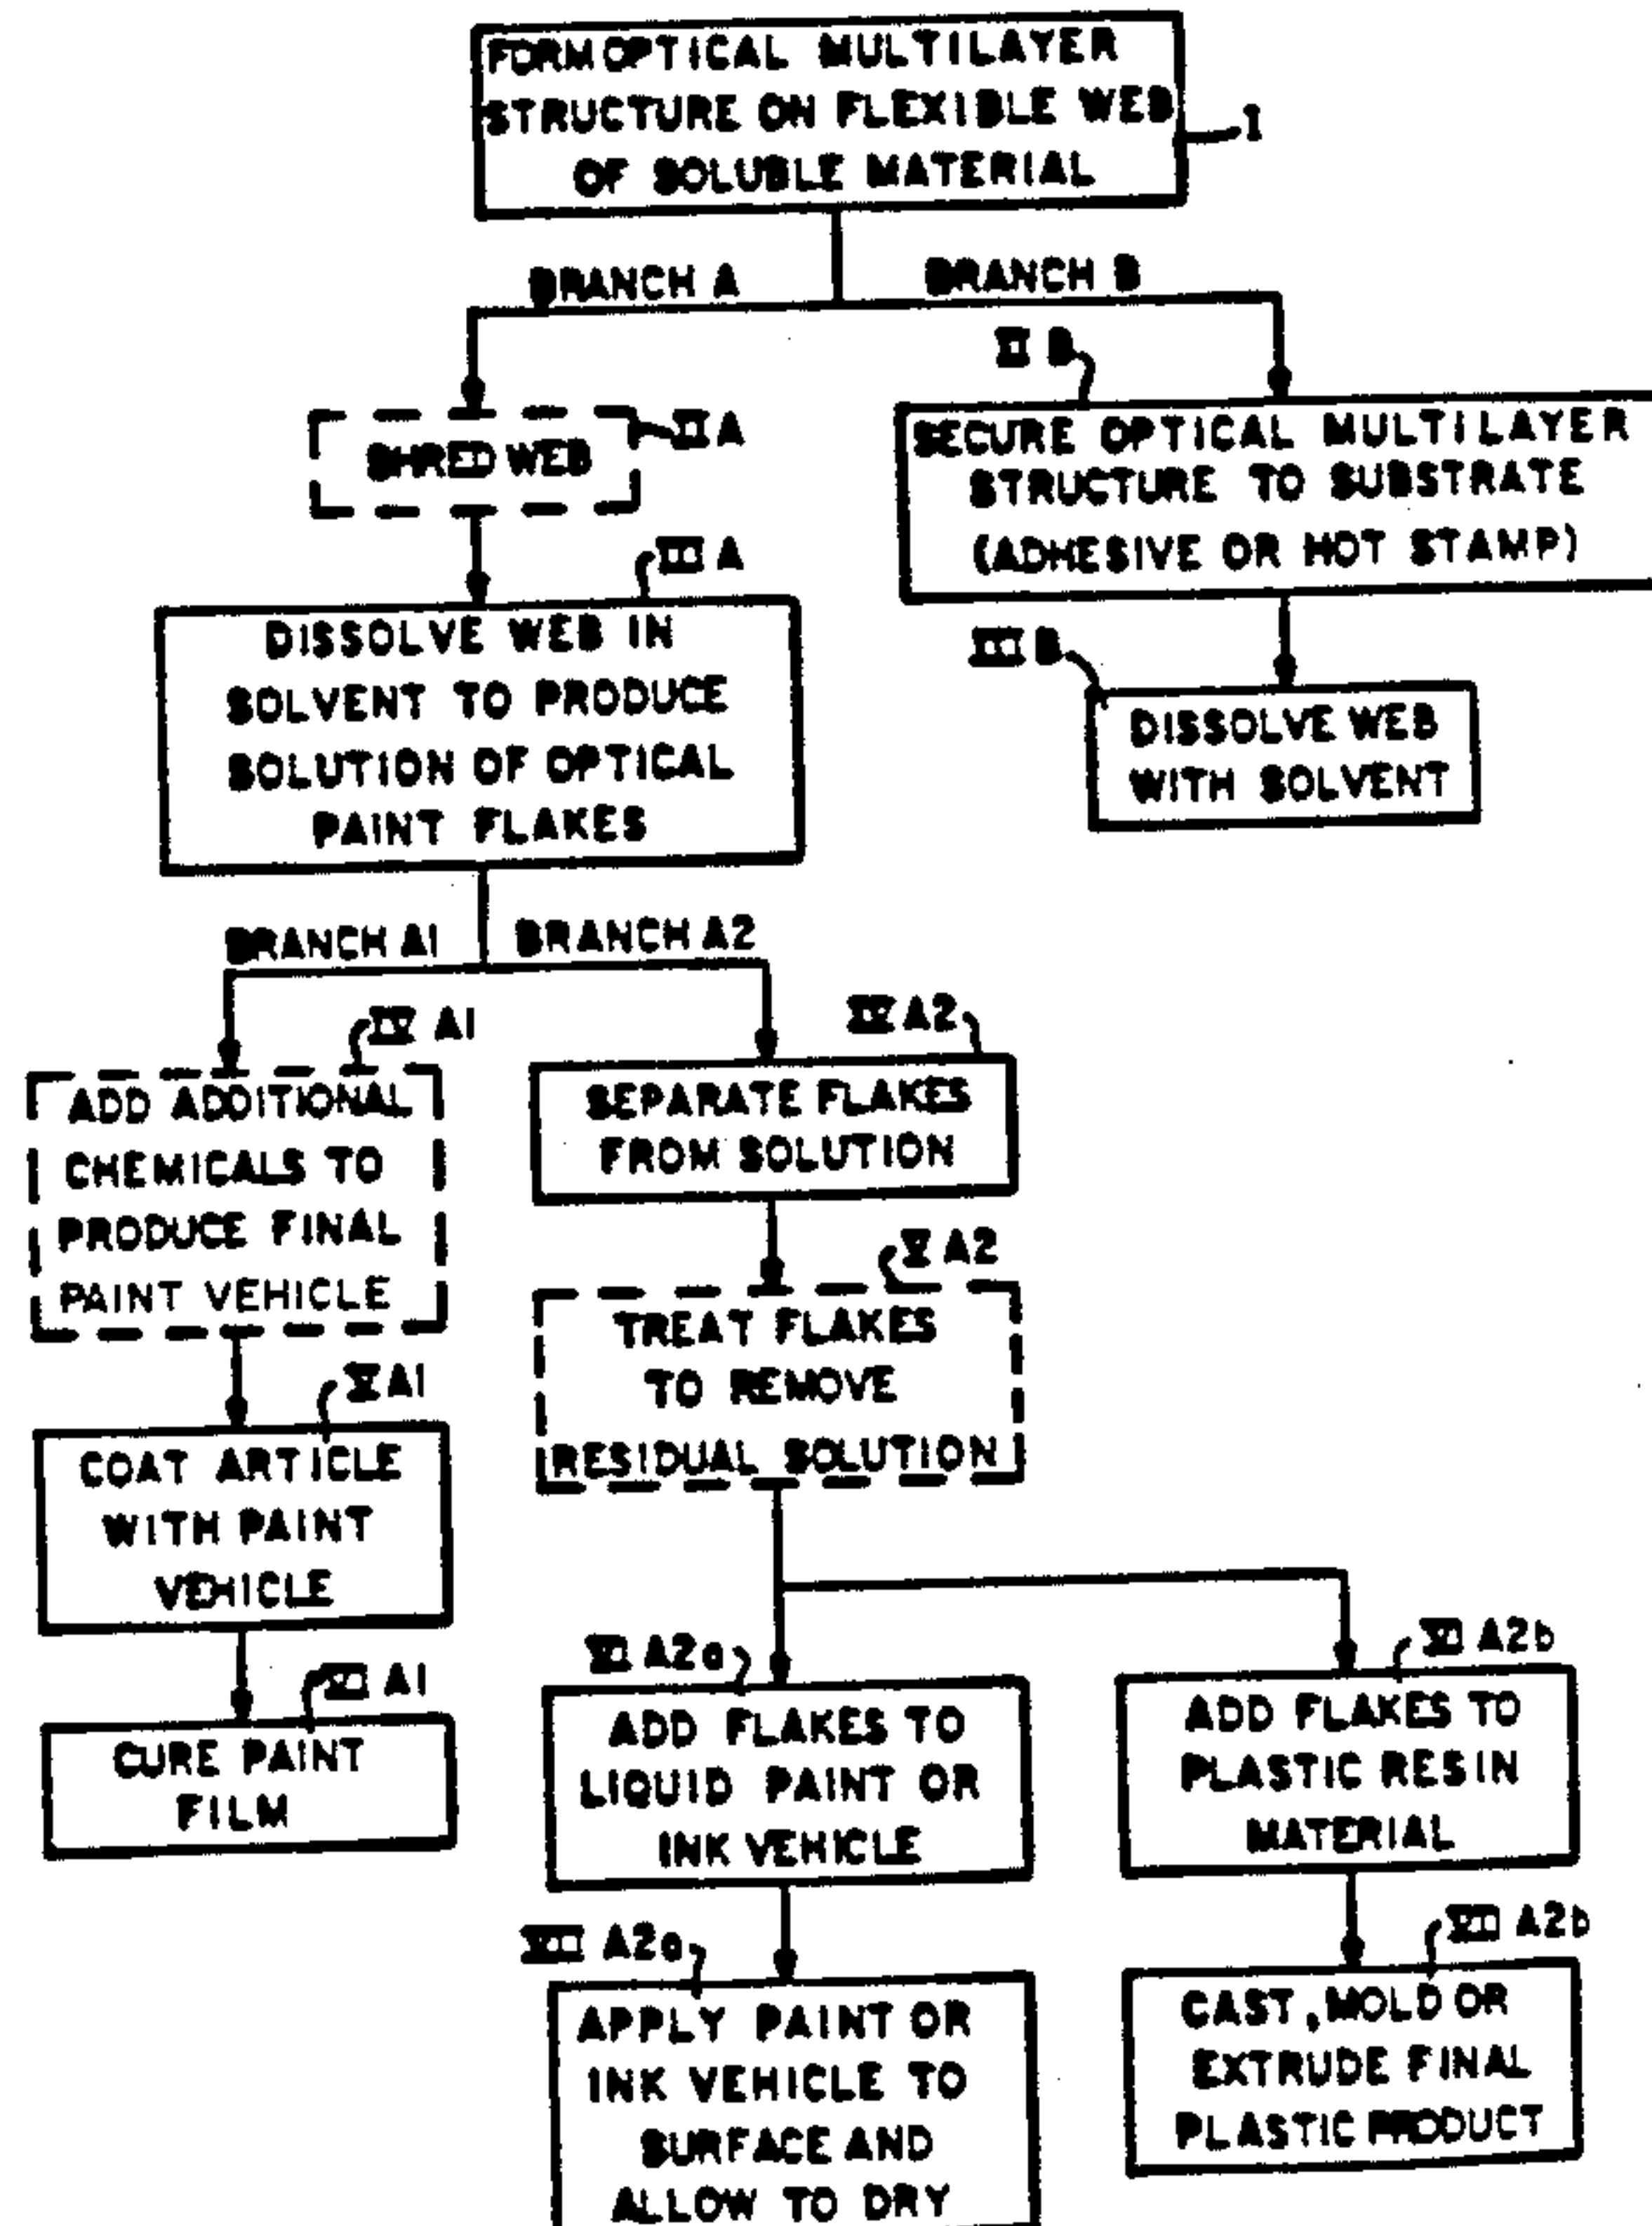 FORM OPTICAL MULTILAYER
STRUCTURE ON FLEXIBLE WEB
OF SOLUBLE MATERIAL
I
BRANCH A
BRANCH B
II B
SHRED WEB
II A
SECURE OPTICAL MULTILAYER
STRUCTURE TO SUBSTRATE
(ADHESIVE OR HOT STAMP)
III A
DISSOLVE WEB IN
SOLVENT TO PRODUCE
SOLUTION OF OPTICAL
PAINT FLAKES
III B
DISSOLVE WEB
WITH SOLVENT
BRANCH A1
BRANCH A2
IV A1
ADD ADDITIONAL
CHEMICALS TO
PRODUCE FINAL
PAINT VEHICLE
IV A2
SEPARATE FLAKES
FROM SOLUTION
V A2
TREAT FLAKES
TO REMOVE
RESIDUAL SOLUTION
V A1
COAT ARTICLE
WITH PAINT
VEHICLE
VI A1
CURE PAINT
FILM
VI A2a
ADD FLAKES TO
LIQUID PAINT OR
INK VEHICLE
VI A2b
ADD FLAKES TO
PLASTIC RESIN
MATERIAL
VII A2a
APPLY PAINT OR
INK VEHICLE TO
SURFACE AND
ALLOW TO DRY
VII A2b
CAST, MOLD OR
EXTRUDE FINAL
PLASTIC PRODUCT